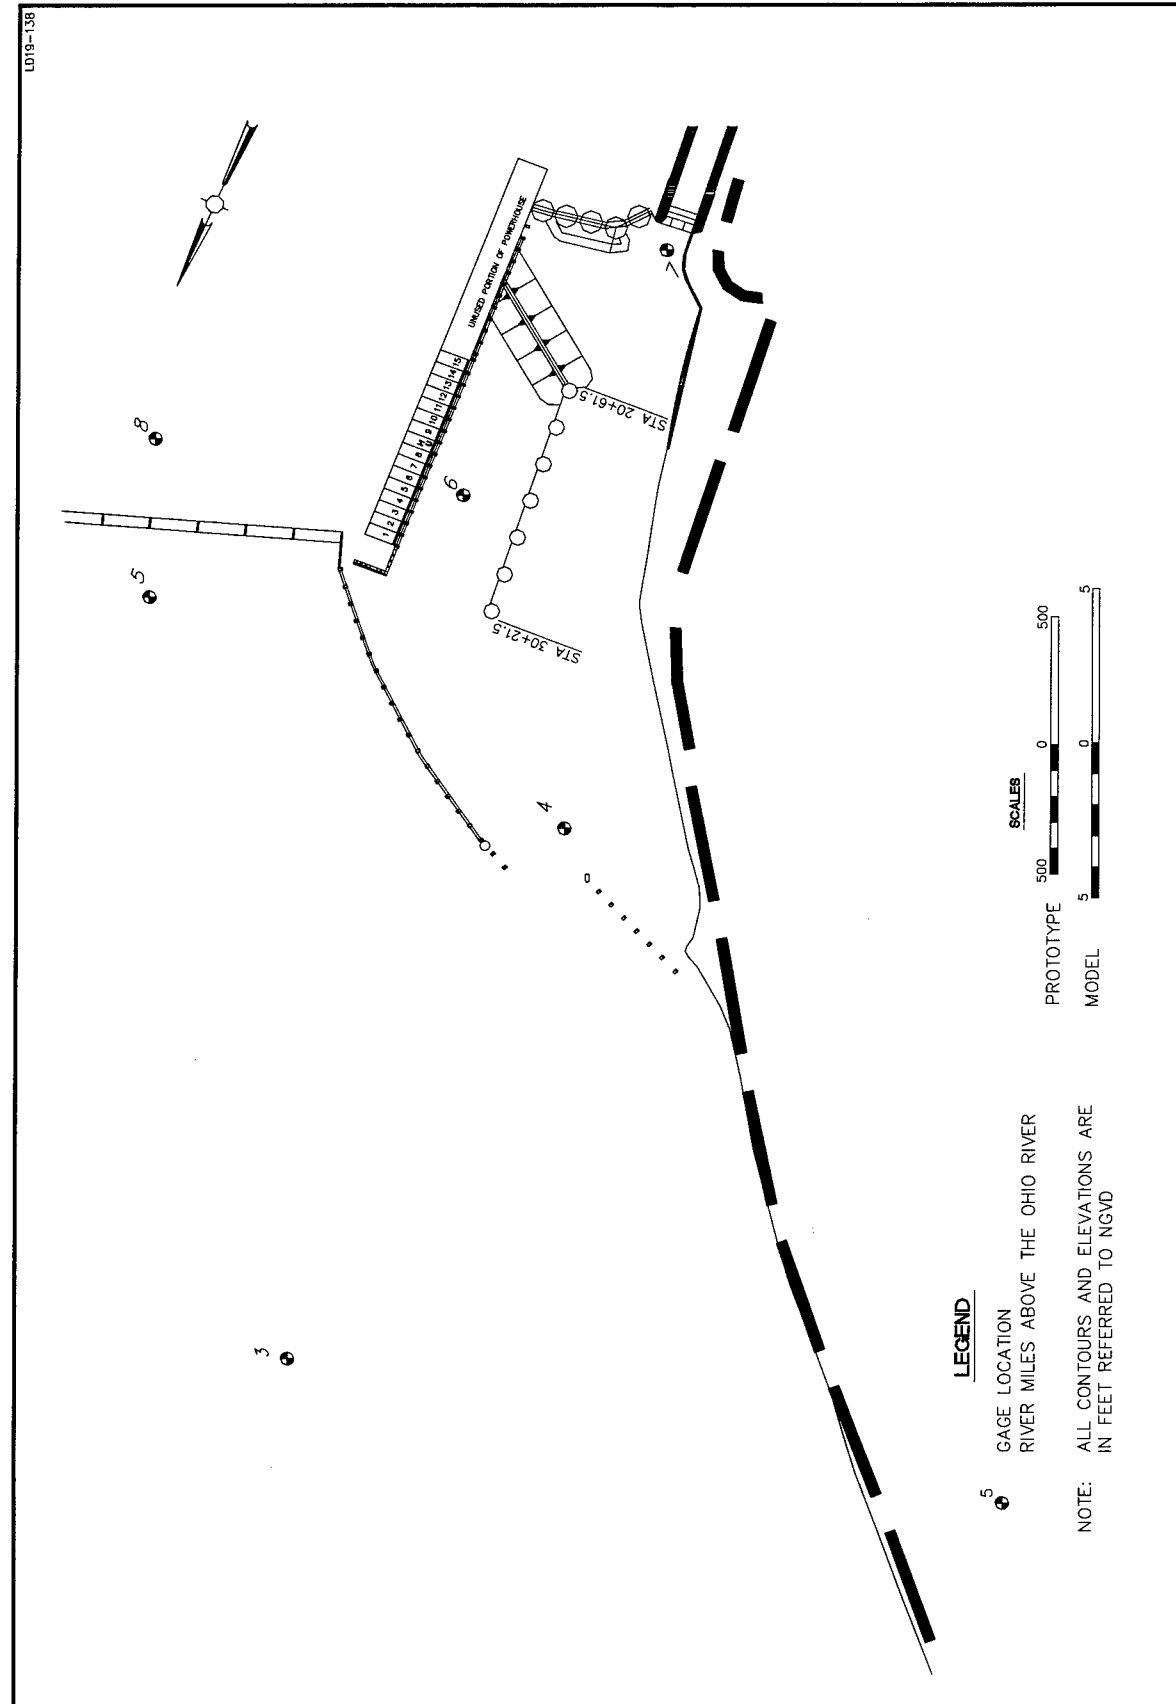 LD19-138
UNUSED PORTION OF POWERHOUSE
1 2 3 4 5 6 7 8 H U 9 10 11 12 13 14 15
8
5
6
7
4
3
STA 20+61.5
STA 30+21.5
SCALES
PROTOTYPE 500 0 500
MODEL 5 0 5
LEGEND
5 GAGE LOCATION
RIVER MILES ABOVE THE OHIO RIVER
NOTE: ALL CONTOURS AND ELEVATIONS ARE
IN FEET REFERRED TO NGVD